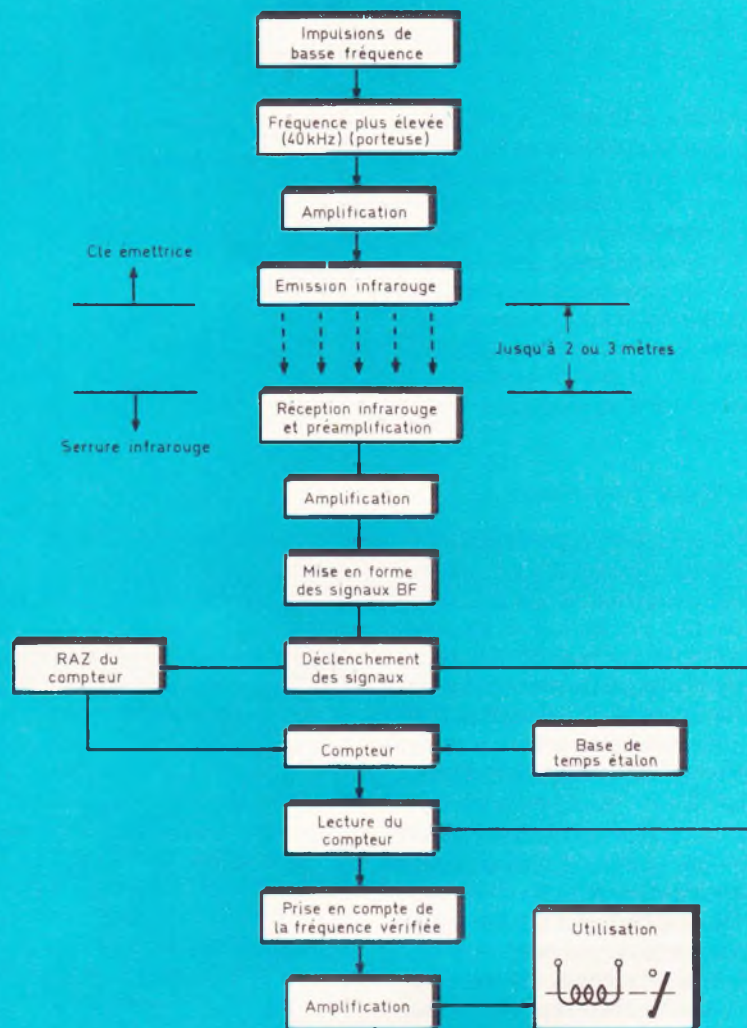 Impulsions de
basse fréquence
Fréquence plus élevée
(40kHz) (porteuse)
Amplification
Clé émettrice
Emission infrarouge
Jusqu'à 2 ou 3 mètres
Réception infrarouge
et préamplification
Serrure infrarouge
Amplification
Mise en forme
des signaux BF
RAZ du
compteur
Déclenchement
des signaux
Compteur
Base de
temps étalon
Lecture du
compteur
Prise en compte de
la fréquence vérifiée
Utilisation
Amplification